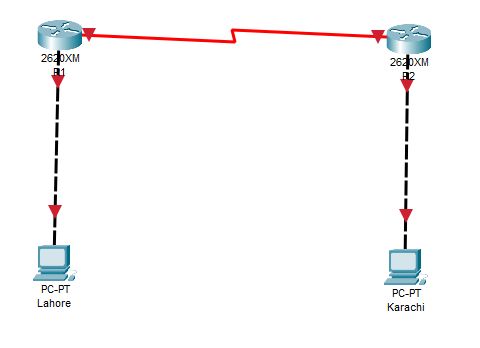 2620XM
R1
2620XM
R2
PC-PT
Lahore
PC-PT
Karachi